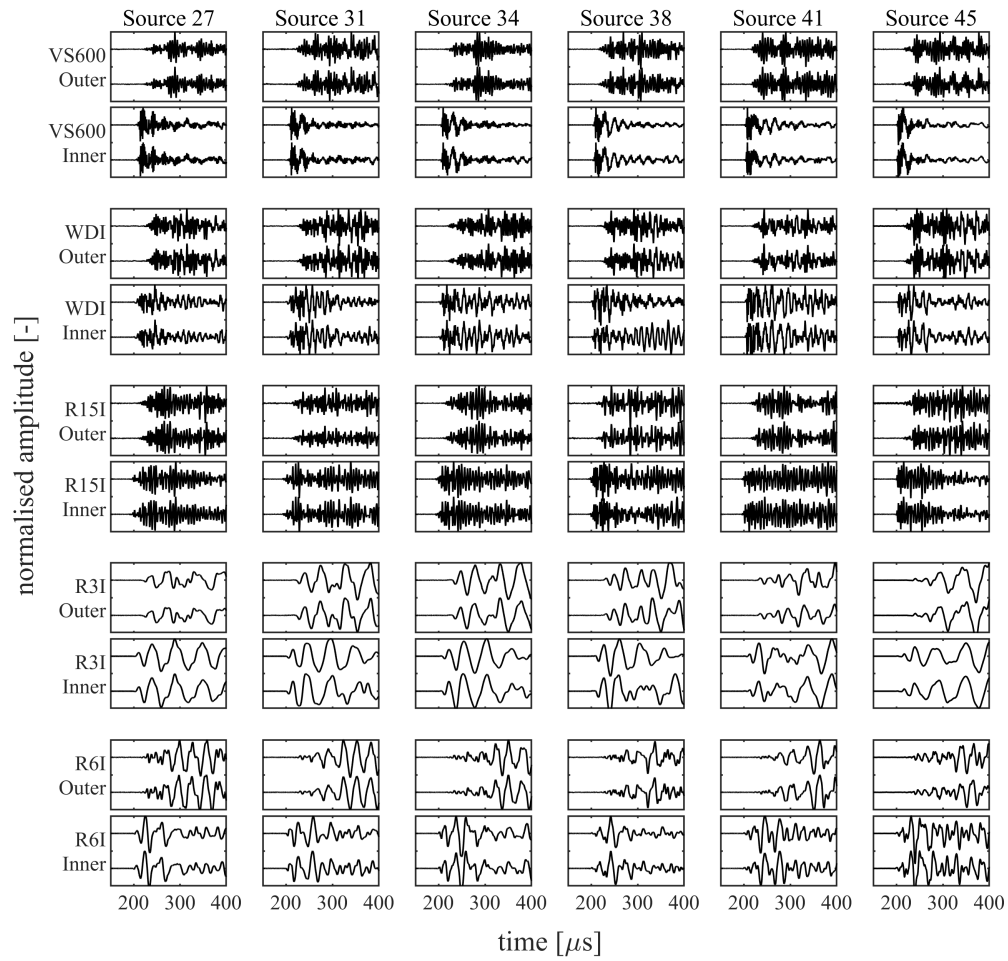 Source 27 Source 31 Source 34 Source 38 Source 41 Source 45
VS600
Outer
VS600
Inner
WDI
Outer
WDI
Inner
R15I
Outer
R15I
Inner
R3I
Outer
R3I
Inner
R6I
Outer
R6I
Inner
normalised amplitude [-]
200 300 400 200 300 400 200 300 400 200 300 400 200 300 400 200 300 400
time [μs]